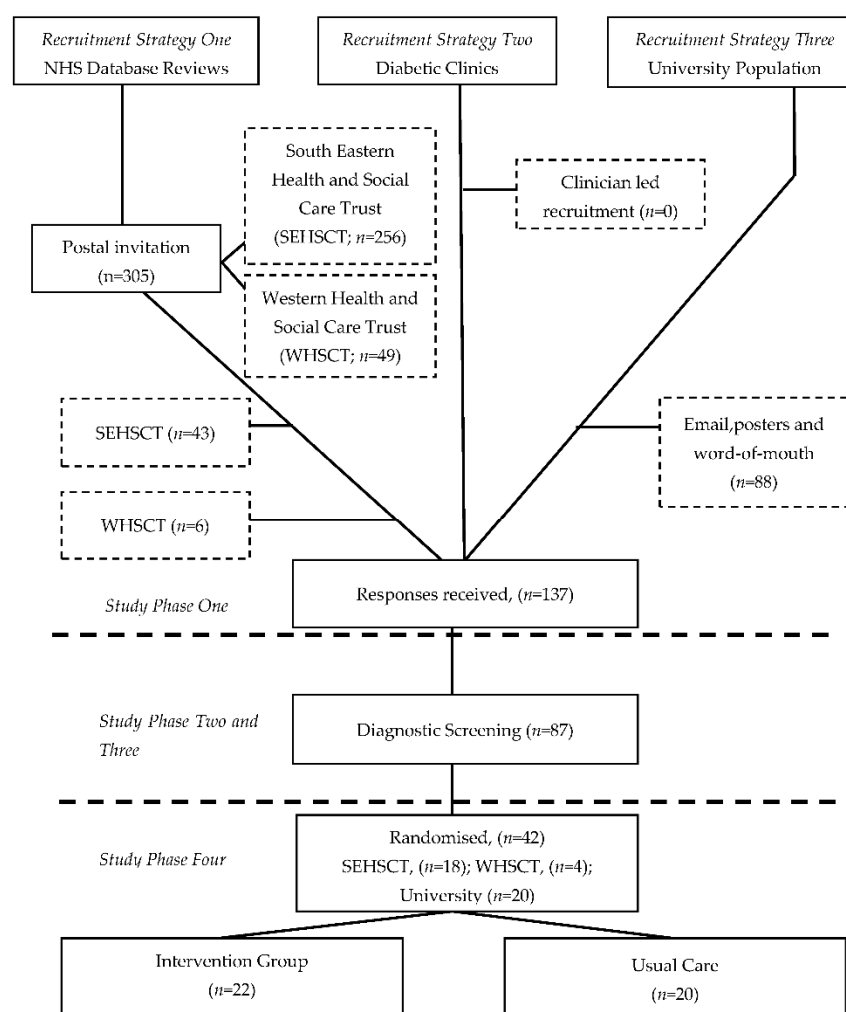 Recruitment Strategy One
NHS Database Reviews
Recruitment Strategy Two
Diabetic Clinics
Recruitment Strategy Three
University Population
South Eastern
Health and Social
Care Trust
(SEHSCT; n=256)
Clinician led
recruitment (n=0)
Postal invitation
(n=305)
Western Health and
Social Care Trust
(WHSCT; n=49)
SEHSCT (n=43)
Email,posters and
word-of-mouth
(n=88)
WHSCT (n=6)
Responses received, (n=137)
Study Phase One
Diagnostic Screening (n=87)
Study Phase Two and
Three
Randomised, (n=42)
SEHSCT, (n=18); WHSCT, (n=4);
University (n=20)
Study Phase Four
Intervention Group
(n=22)
Usual Care
(n=20)